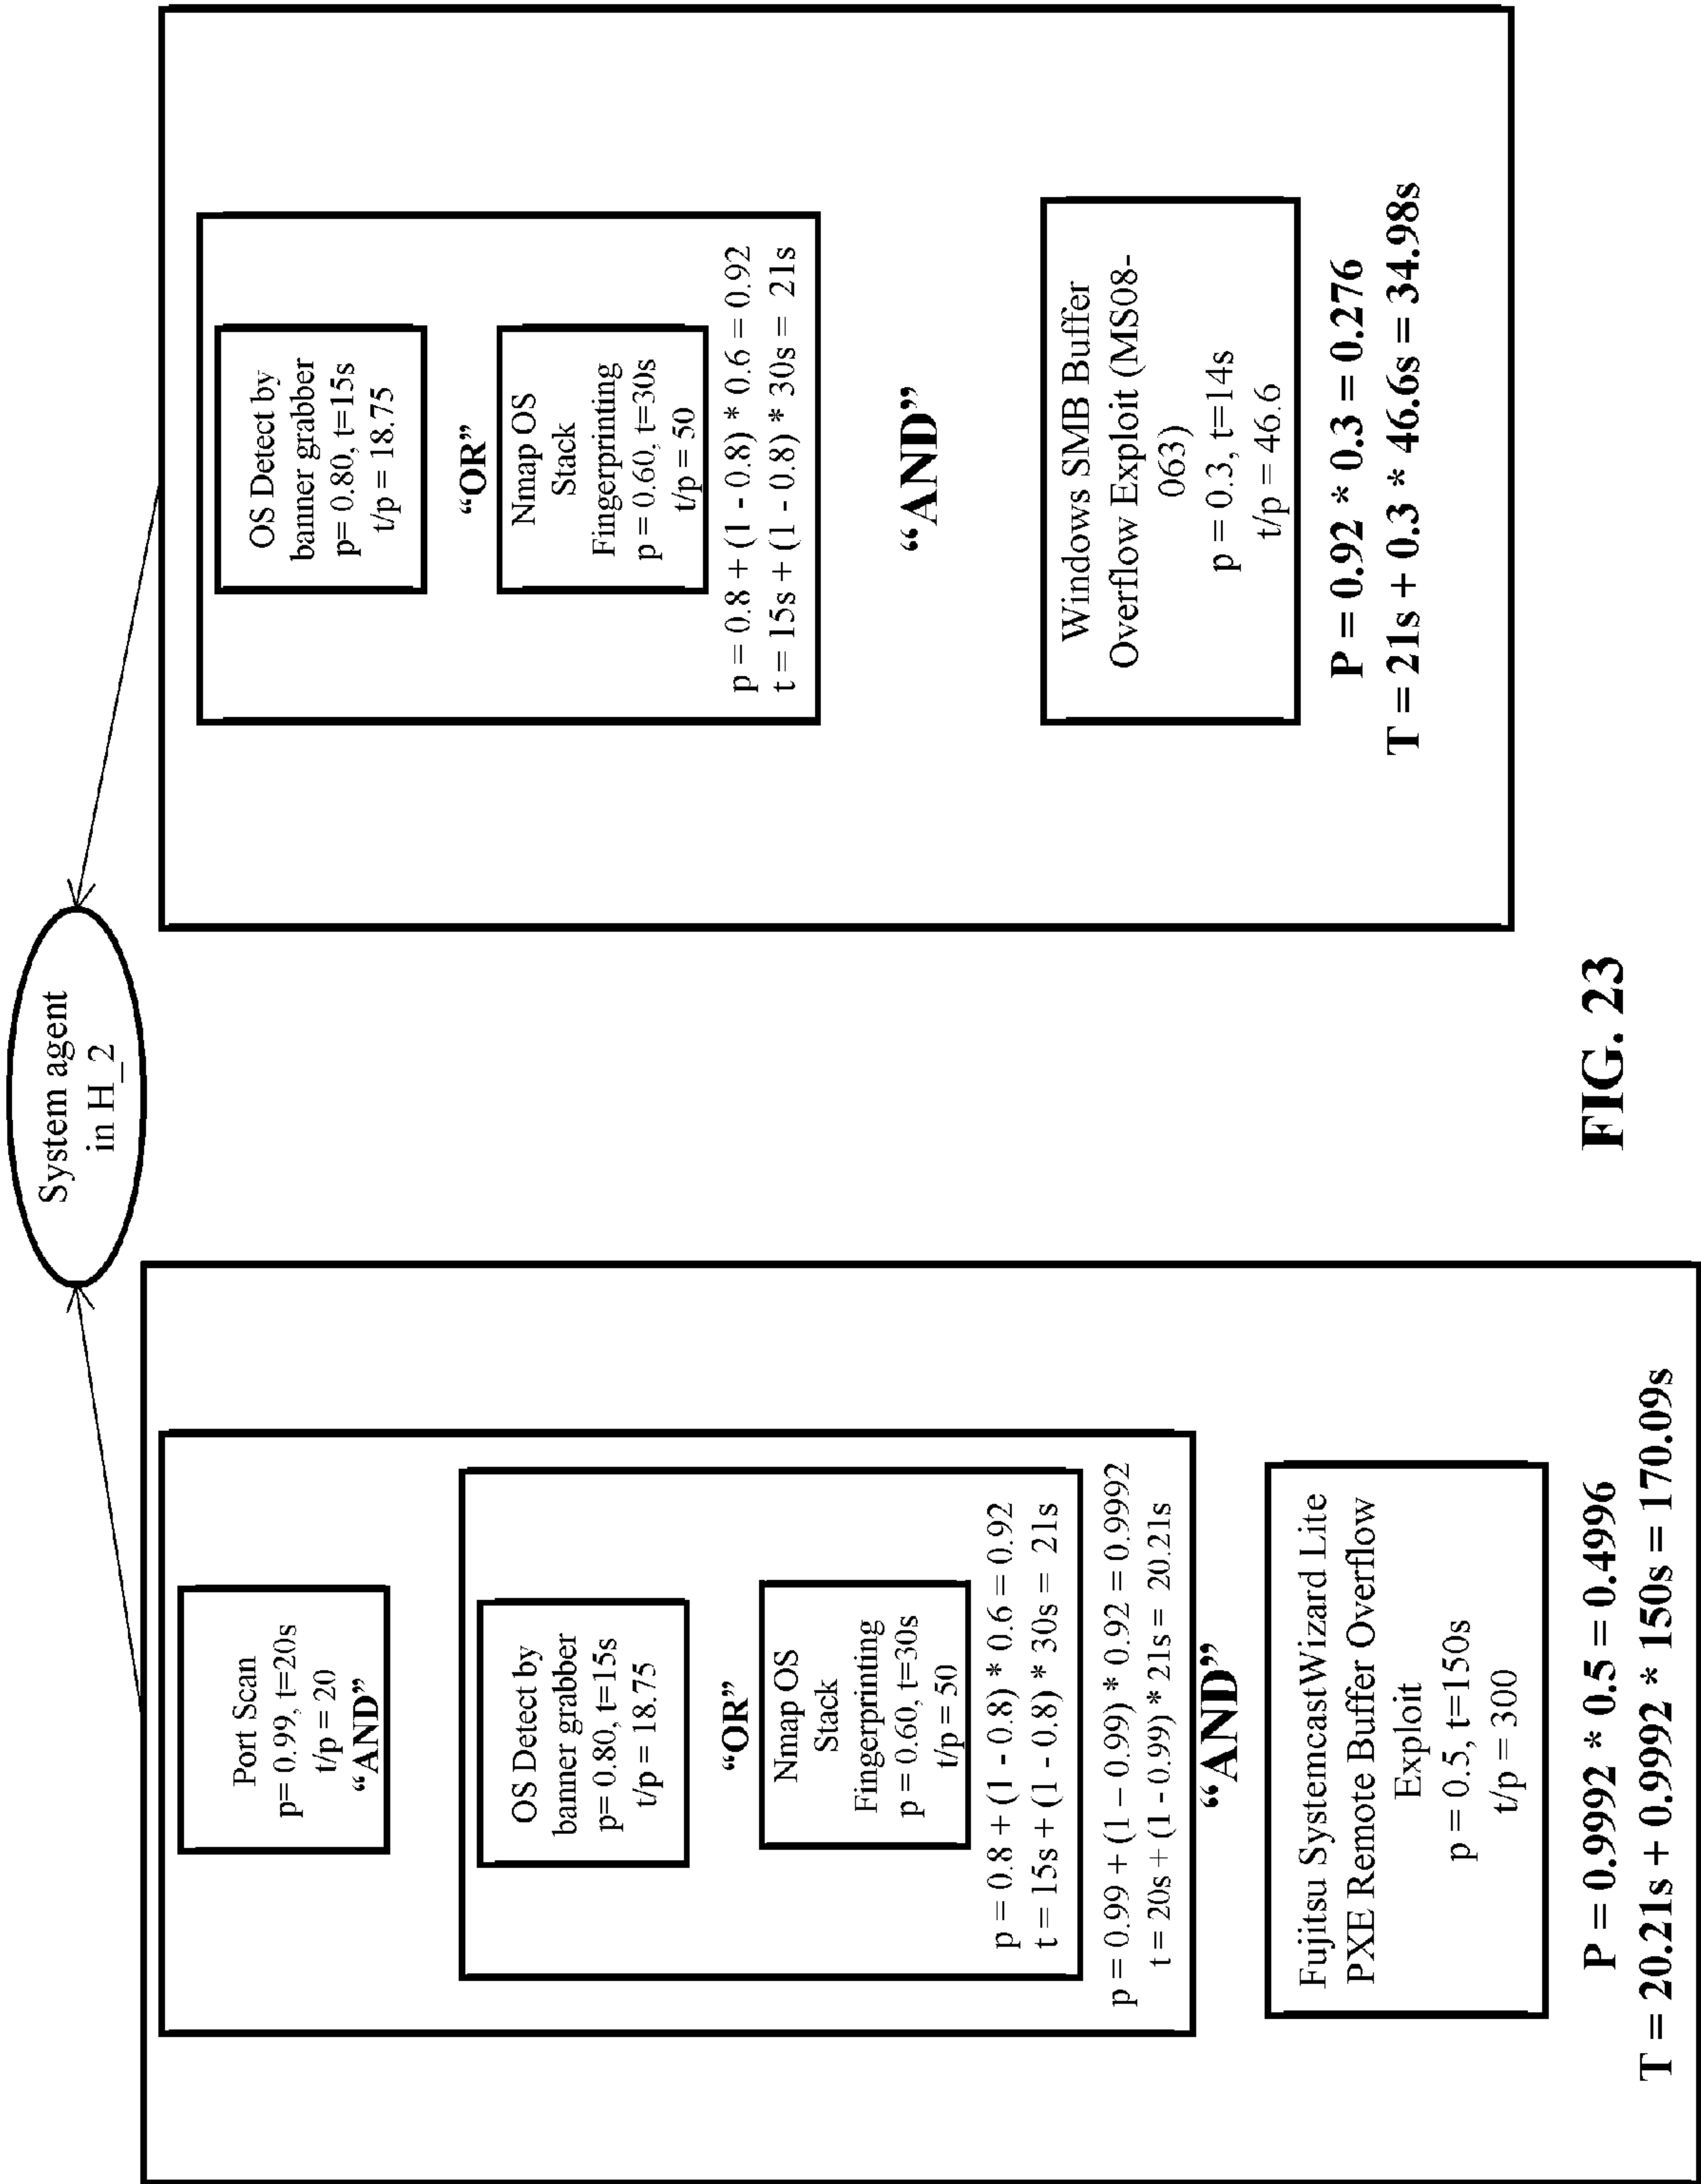 System agent
in H_2
Port Scan
p= 0.99, t=20s
t/p = 20
“AND”
OS Detect by
banner grabber
p= 0.80, t=15s
t/p = 18.75
“OR”
Nmap OS
Stack
Fingerprinting
p = 0.60, t=30s
t/p = 50
p = 0.8 + (1 - 0.8) * 0.6 = 0.92
t = 15s + (1 - 0.8) * 30s = 21s
p = 0.99 + (1 – 0.99) * 0.92 = 0.9992
t = 20s + (1 - 0.99) * 21s = 20.21s
“AND”
Fujitsu SystemcastWizard Lite
PXE Remote Buffer Overflow
Exploit
p = 0.5, t=150s
t/p = 300
P = 0.9992 * 0.5 = 0.4996
T = 20.21s + 0.9992 * 150s = 170.09s
OS Detect by
banner grabber
p= 0.80, t=15s
t/p = 18.75
“OR”
Nmap OS
Stack
Fingerprinting
p = 0.60, t=30s
t/p = 50
p = 0.8 + (1 - 0.8) * 0.6 = 0.92
t = 15s + (1 - 0.8) * 30s = 21s
“AND”
Windows SMB Buffer
Overflow Exploit (MS08-
063)
p = 0.3, t=14s
t/p = 46.6
P = 0.92 * 0.3 = 0.276
T = 21s + 0.3 * 46.6s = 34.98s
FIG. 23